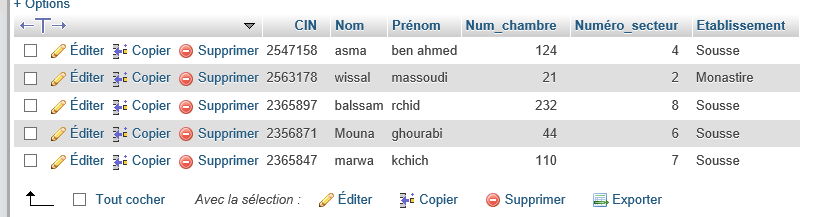 + Options
←T→ CIN Nom Prénom Num_chambre Numéro_secteur Etablissement
Éditer Copier Supprimer 2547158 asma ben ahmed 124 4 Sousse
Éditer Copier Supprimer 2563178 wissal massoudi 21 2 Monastire
Éditer Copier Supprimer 2365897 balssam rchid 232 8 Sousse
Éditer Copier Supprimer 2356871 Mouna ghourabi 44 6 Sousse
Éditer Copier Supprimer 2365847 marwa kchich 110 7 Sousse
Tout cocher Avec la sélection : Éditer Copier Supprimer Exporter